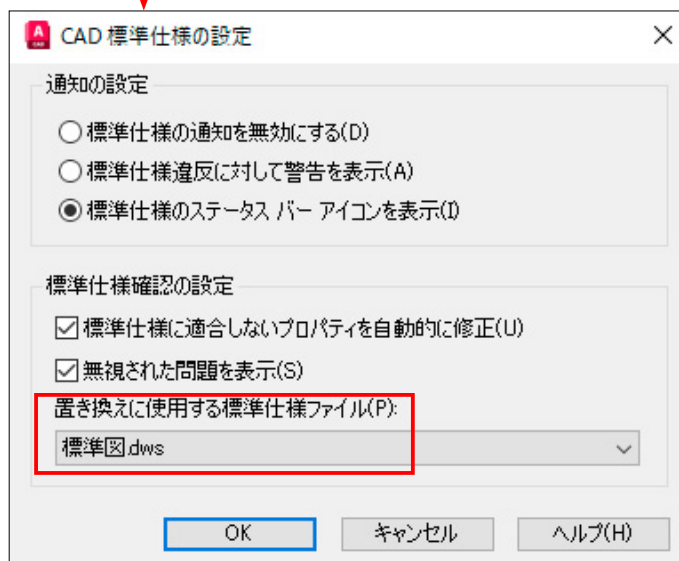 A
CAD
CAD 標準仕様の設定
通知の設定
標準仕様の通知を無効にする(D)
標準仕様違反に対して警告を表示(A)
標準仕様のステータス バー アイコンを表示(I)
標準仕様確認の設定
標準仕様に適合しないプロパティを自動的に修正(U)
無視された問題を表示(S)
置き換えに使用する標準仕様ファイル(P):
標準図.dws
OK
キャンセル
ヘルプ(H)